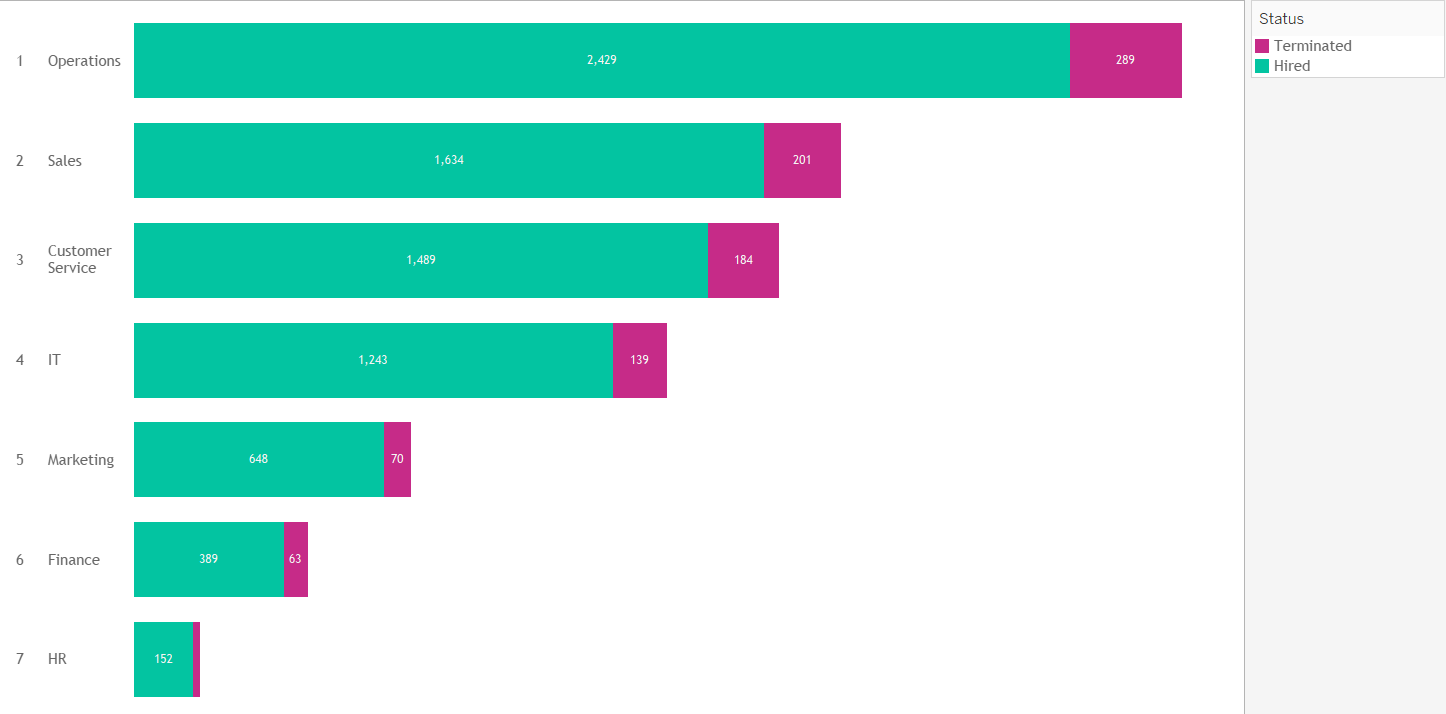 1 Operations 2,429 289
2 Sales 1,634 201
3 Customer
Service 1,489 184
4 IT 1,243 139
5 Marketing 648 70
6 Finance 389 63
7 HR 152
Status
Terminated
Hired